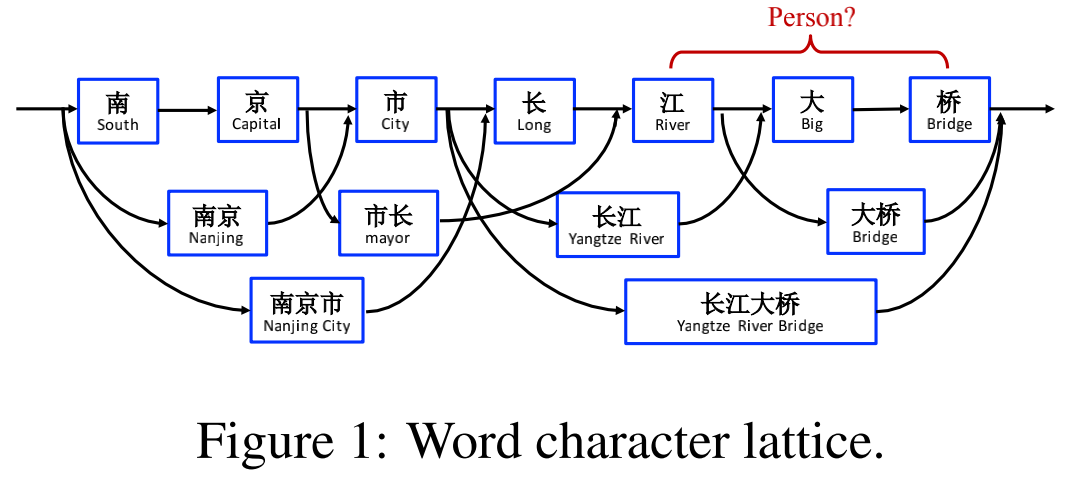 Person?
南
South
京
Capital
市
City
长
Long
江
River
大
Big
桥
Bridge
南京
Nanjing
市长
mayor
长江
Yangtze River
大桥
Bridge
南京市
Nanjing City
长江大桥
Yangtze River Bridge
Figure 1: Word character lattice.